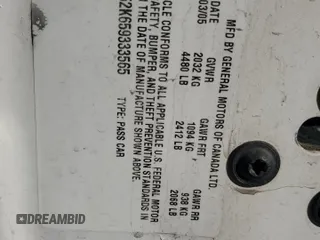 MFD BY GENERAL MOTORS OF CANADA LTD.
DATE GVWR GAWR FRT GAWR RR
03/05 2032 KG 1094 KG 938 KG
4480 LB 2412 LB 2068 LB
CLE CONFORMS TO ALL APPLICABLE U.S. FEDERAL MOTOR
SAFETY, BUMPER, AND THEFT PREVENTION STANDARDS IN
THE DATE OF MANUFACTURE SHOWN ABOVE.
2K659333565 TYPE: PASS CAR
DREAMBID